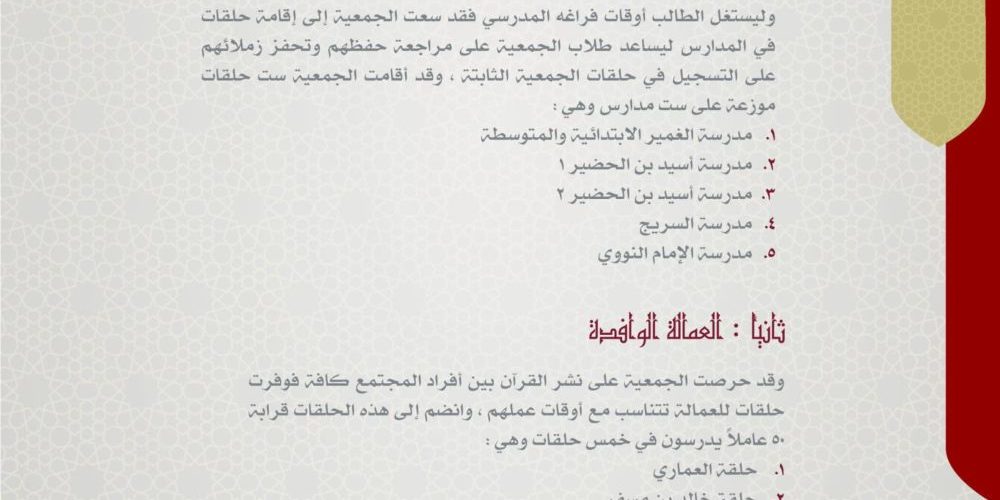 وليستغل الطالب أوقات فراغه المدرسي فقد سعت الجمعية إلى إقامة حلقات
في المدارس ليساعد طلاب الجمعية على مراجعة حفظهم وتحفز زملائهم
على التسجيل في حلقات الجمعية الثابتة ، وقد أقامت الجمعية ست حلقات
موزعة على ست مدارس وهي :
١. مدرسة الغمير الابتدائية والمتوسطة
٢. مدرسة أسيد بن الحضير ١
٣. مدرسة أسيد بن الحضير ٢
٤. مدرسة السريج
٥. مدرسة الإمام النووي
ثانيا : العمالة الوافدة
وقد حرصت الجمعية على نشر القرآن بين أفراد المجتمع كافة فوفرت
حلقات للعمالة تتناسب مع أوقات عملهم ، وانضم إلى هذه الحلقات قرابة
٥٠ عاملاً يدرسون في خمس حلقات وهي :
١. حلقة العماري
٢. حلقة خالد بن